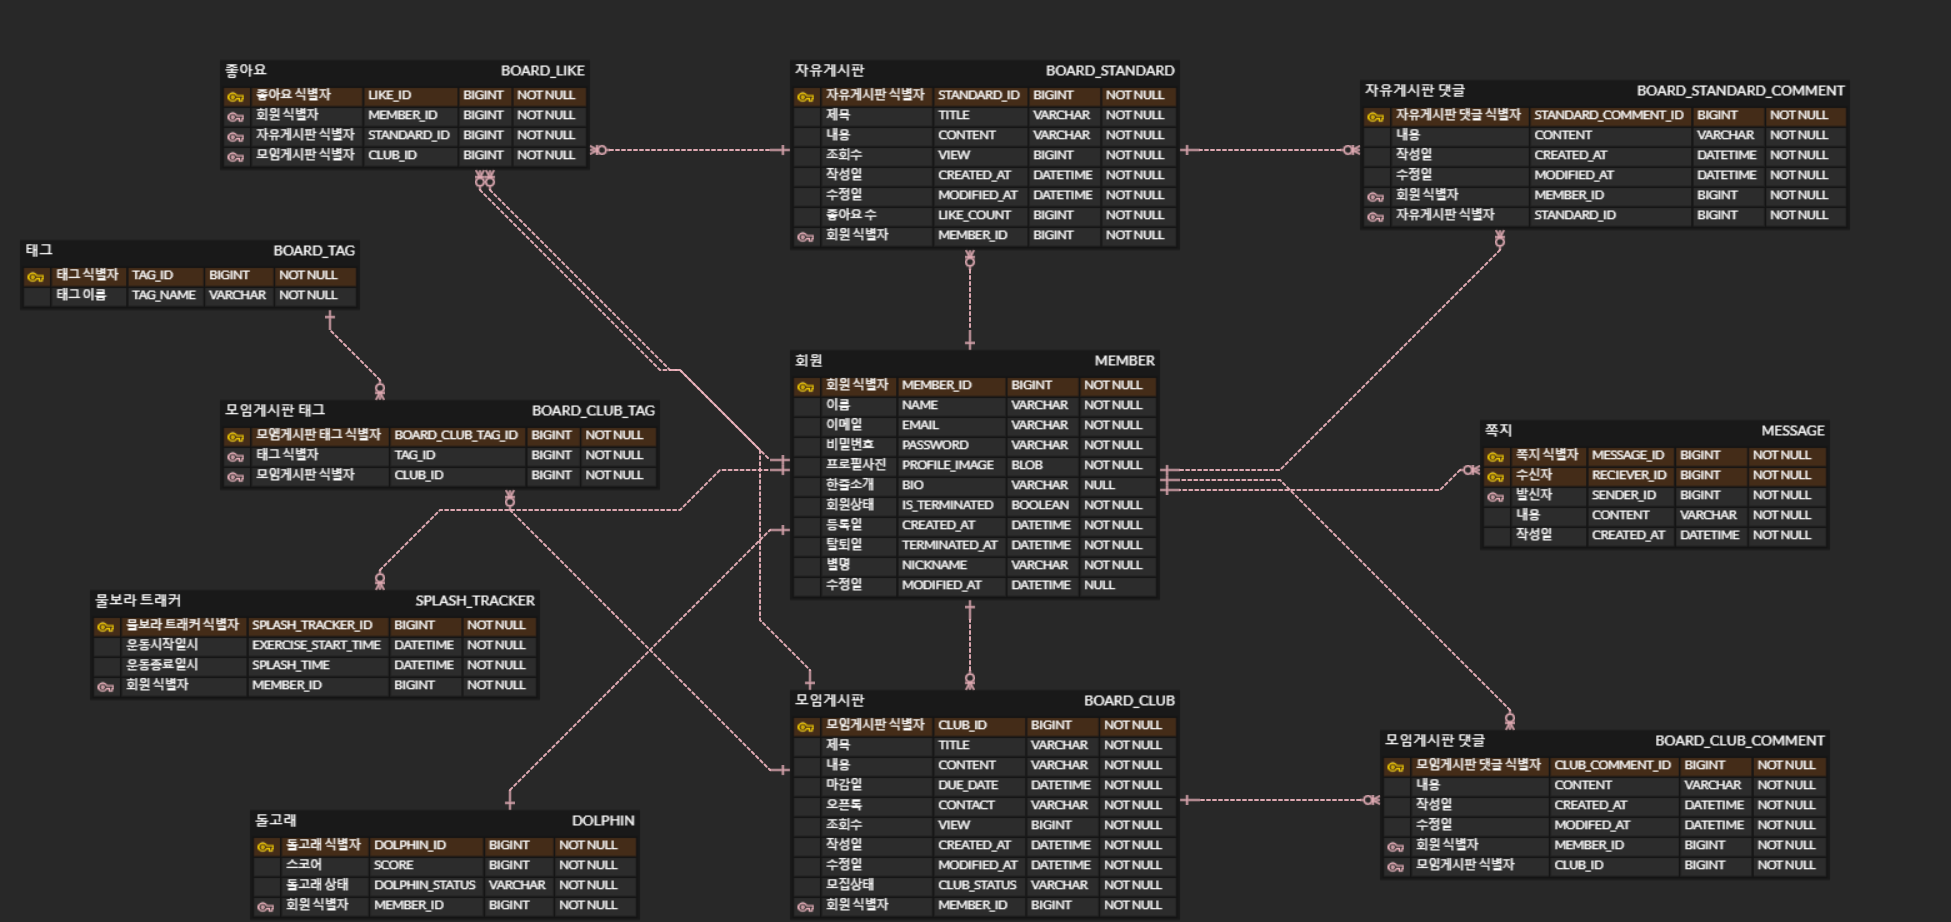 좋아요 BOARD_LIKE
좋아요 식별자 LIKE_ID BIGINT NOT NULL
회원 식별자 MEMBER_ID BIGINT NOT NULL
자유게시판 식별자 STANDARD_ID BIGINT NOT NULL
모임게시판 식별자 CLUB_ID BIGINT NOT NULL
자유게시판 BOARD_STANDARD
자유게시판 식별자 STANDARD_ID BIGINT NOT NULL
제목 TITLE VARCHAR NOT NULL
내용 CONTENT VARCHAR NOT NULL
조회수 VIEW BIGINT NOT NULL
작성일 CREATED_AT DATETIME NOT NULL
수정일 MODIFIED_AT DATETIME NOT NULL
좋아요 수 LIKE_COUNT BIGINT NOT NULL
회원 식별자 MEMBER_ID BIGINT NOT NULL
자유게시판 댓글 BOARD_STANDARD_COMMENT
자유게시판 댓글 식별자 STANDARD_COMMENT_ID BIGINT NOT NULL
내용 CONTENT VARCHAR NOT NULL
작성일 CREATED_AT DATETIME NOT NULL
수정일 MODIFIED_AT DATETIME NOT NULL
회원 식별자 MEMBER_ID BIGINT NOT NULL
자유게시판 식별자 STANDARD_ID BIGINT NOT NULL
태그 BOARD_TAG
태그 식별자 TAG_ID BIGINT NOT NULL
태그 이름 TAG_NAME VARCHAR NOT NULL
모임게시판 태그 BOARD_CLUB_TAG
모임게시판 태그 식별자 BOARD_CLUB_TAG_ID BIGINT NOT NULL
태그 식별자 TAG_ID BIGINT NOT NULL
모임게시판 식별자 CLUB_ID BIGINT NOT NULL
회원 MEMBER
회원 식별자 MEMBER_ID BIGINT NOT NULL
이름 NAME VARCHAR NOT NULL
이메일 EMAIL VARCHAR NOT NULL
비밀번호 PASSWORD VARCHAR NOT NULL
프로필사진 PROFILE_IMAGE BLOB NOT NULL
한줄소개 BIO VARCHAR NULL
회원상태 IS_TERMINATED BOOLEAN NOT NULL
등록일 CREATED_AT DATETIME NOT NULL
탈퇴일 TERMINATED_AT DATETIME NOT NULL
별명 NICKNAME VARCHAR NOT NULL
수정일 MODIFIED_AT DATETIME NULL
쪽지 MESSAGE
쪽지 식별자 MESSAGE_ID BIGINT NOT NULL
수신자 RECIEVER_ID BIGINT NOT NULL
발신자 SENDER_ID BIGINT NOT NULL
내용 CONTENT VARCHAR NOT NULL
작성일 CREATED_AT DATETIME NOT NULL
물보라 트래커 SPLASH_TRACKER
물보라 트래커 식별자 SPLASH_TRACKER_ID BIGINT NOT NULL
운동시작일시 EXERCISE_START_TIME DATETIME NOT NULL
운동종료일시 SPLASH_TIME DATETIME NOT NULL
회원 식별자 MEMBER_ID BIGINT NOT NULL
돌고래 DOLPHIN
돌고래 식별자 DOLPHIN_ID BIGINT NOT NULL
스코어 SCORE BIGINT NOT NULL
돌고래 상태 DOLPHIN_STATUS VARCHAR NOT NULL
회원 식별자 MEMBER_ID BIGINT NOT NULL
모임게시판 BOARD_CLUB
모임게시판 식별자 CLUB_ID BIGINT NOT NULL
제목 TITLE VARCHAR NOT NULL
내용 CONTENT VARCHAR NOT NULL
마감일 DUE_DATE DATETIME NOT NULL
오픈톡 CONTACT VARCHAR NOT NULL
조회수 VIEW BIGINT NOT NULL
작성일 CREATED_AT DATETIME NOT NULL
수정일 MODIFIED_AT DATETIME NOT NULL
모집상태 CLUB_STATUS VARCHAR NOT NULL
회원 식별자 MEMBER_ID BIGINT NOT NULL
모임게시판 댓글 BOARD_CLUB_COMMENT
모임게시판 댓글 식별자 CLUB_COMMENT_ID BIGINT NOT NULL
내용 CONTENT VARCHAR NOT NULL
작성일 CREATED_AT DATETIME NOT NULL
수정일 MODIFED_AT DATETIME NOT NULL
회원 식별자 MEMBER_ID BIGINT NOT NULL
모임게시판 식별자 CLUB_ID BIGINT NOT NULL